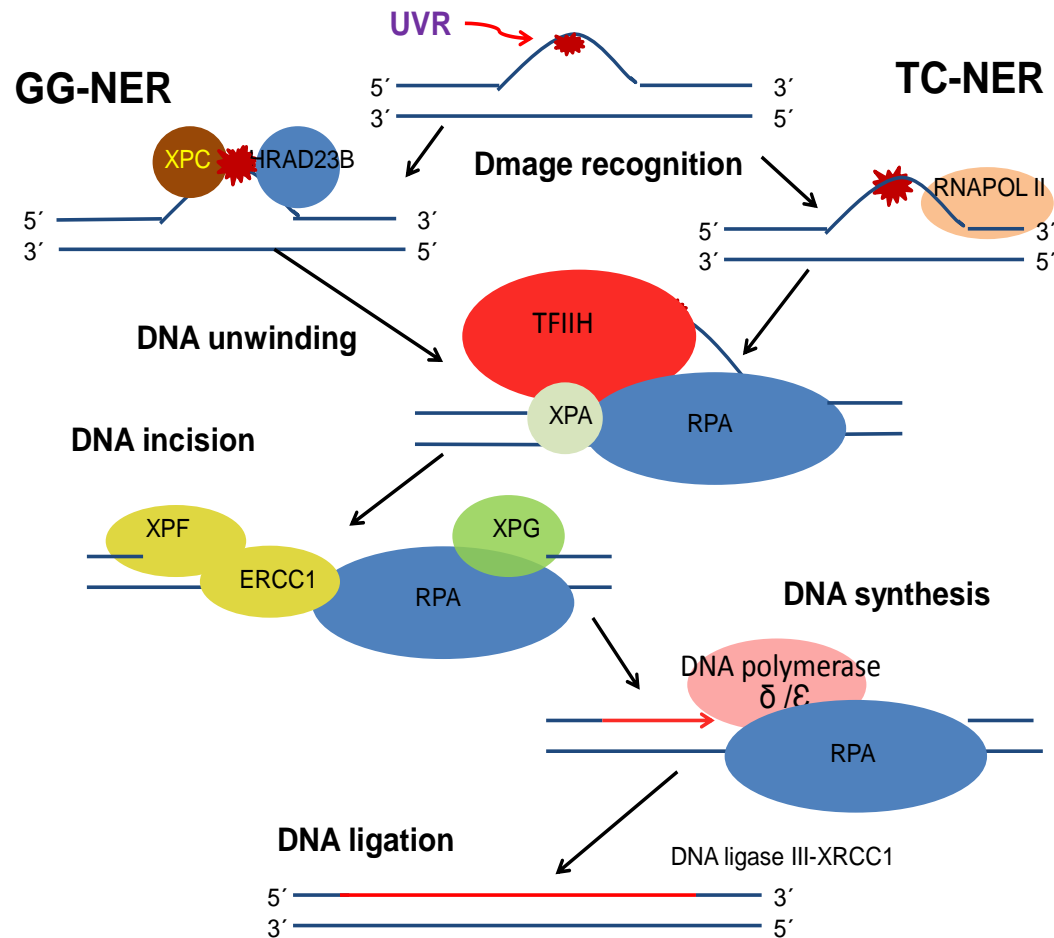 UVR
GG-NER
TC-NER
5´
3´
3´
5´
XPC
HRAD23B
Dmage recognition
RNAPOL II
5´
3´
3´
5´
5´
3´
3´
5´
TFIIH
DNA unwinding
XPA
RPA
DNA incision
XPF
XPG
ERCC1
RPA
DNA synthesis
DNA polymerase
δ /ε
RPA
DNA ligation
DNA ligase III-XRCC1
5´
3´
3´
5´